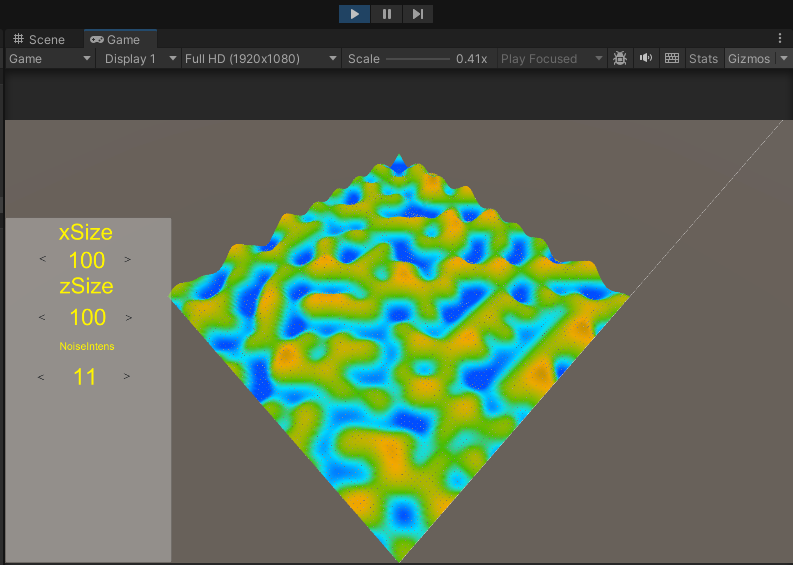 Scene Game
Game Display 1 Full HD (1920x1080) Scale 0.41x Play Focused Stats Gizmos
xSize
< 100 >
zSize
< 100 >
NoiseIntens
< 11 >